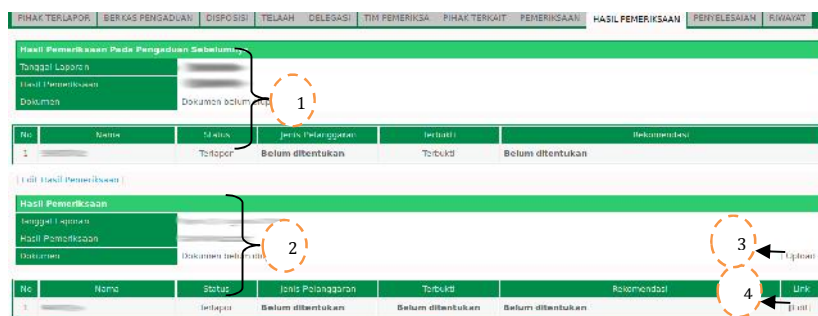 PIHAK TERLAPOR BERKAS PENGADUAN DISPOSISI TELAAH DELEGASI TIM PEMERIKSA PIHAK TERKAIT PEMERIKSAAN HASIL PEMERIKSAAN PENYELESAIAN RIWAYAT
Hasil Pemeriksaan Pada Pengaduan
Tanggal Laporan
Hasil Pemeriksaan
Dokumen Dokumen belum
1
No Nama Status Jenis Pelanggaran Terbukti Rekomendasi
1 Terlapor Belum ditentukan Terbukti Belum ditentukan
[ Edit Hasil Pemeriksaan ]
Hasil Pemeriksaan
Tanggal Laporan
Hasil Pemeriksaan
Dokumen Dokumen belum
2
3
[ Upload
No Nama Status Jenis Pelanggaran Terbukti Rekomendasi Link
4
1 Terlapor Belum ditentukan Belum ditentukan Belum ditentukan [Edit]